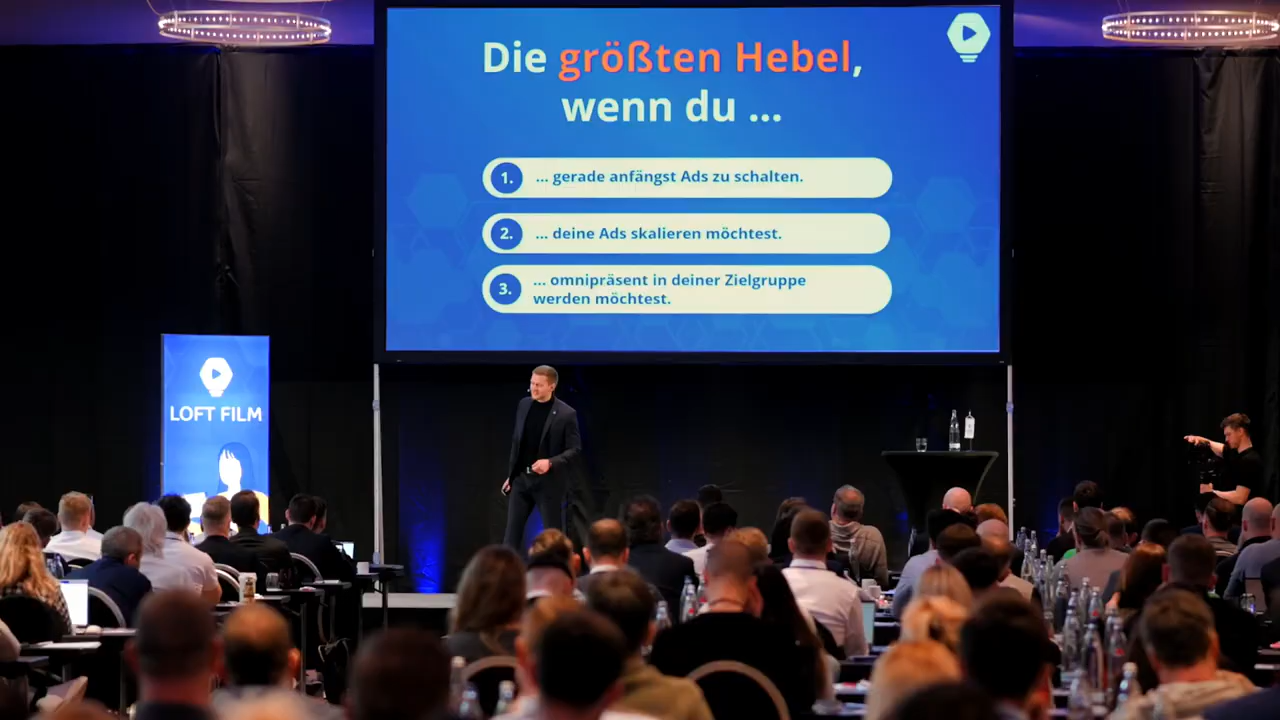 Die größten Hebel,
wenn du ...
1. ... gerade anfängst Ads zu schalten.
2. ... deine Ads skalieren möchtest.
3. ... omnipräsent in deiner Zielgruppe
werden möchtest.
LOFT FILM